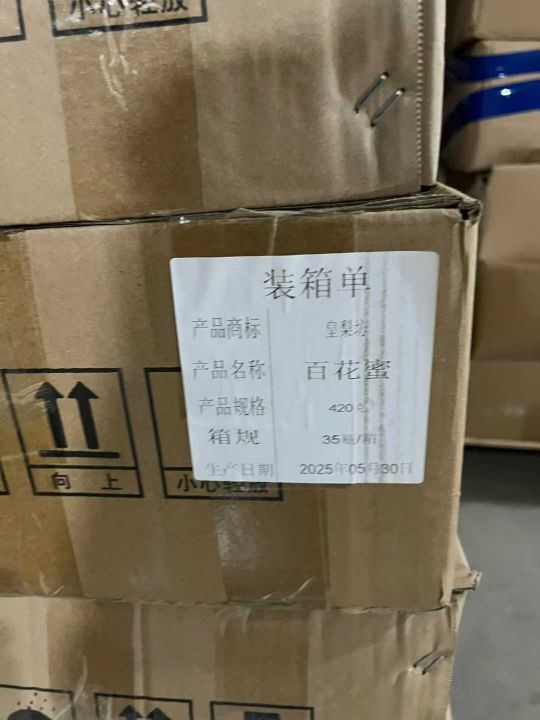 小心轻放
装箱单
产品商标 皇梨坊
产品名称 百花蜜
产品规格 420克
箱规 35瓶/箱
生产日期 2025年05月30日
向上
小心轻放